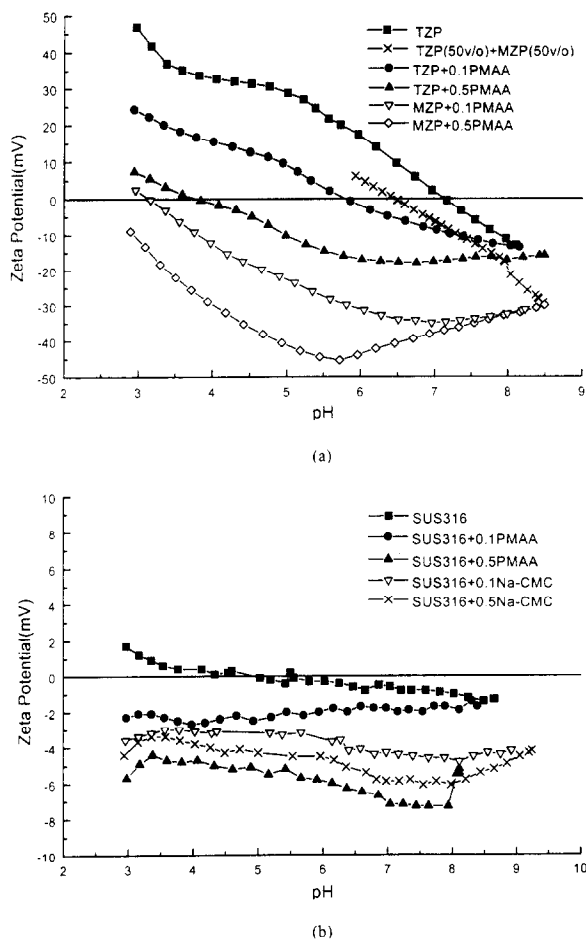 50
40
30
20
10
0
-10
-20
-30
-40
-50
Zeta Potential(mV)
TZP
TZP(50v/o)+MZP(50v/o)
TZP+0.1PMAA
TZP+0.5PMAA
MZP+0.1PMAA
MZP+0.5PMAA
2 3 4 5 6 7 8 9
pH
(a)
10
8
6
4
2
0
-2
-4
-6
-8
-10
Zeta Potential(mV)
SUS316
SUS316+0.1PMAA
SUS316+0.5PMAA
SUS316+0.1Na-CMC
SUS316+0.5Na-CMC
2 3 4 5 6 7 8 9 10
pH
(b)